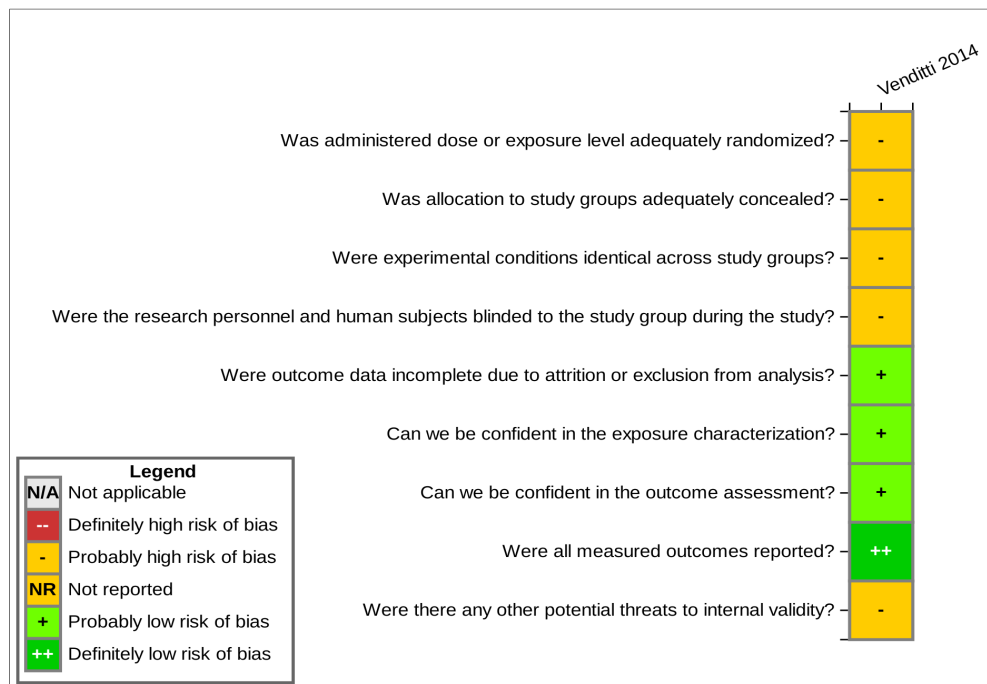 Venditti 2014
Was administered dose or exposure level adequately randomized? -
Was allocation to study groups adequately concealed? -
Were experimental conditions identical across study groups? -
Were the research personnel and human subjects blinded to the study group during the study? -
Were outcome data incomplete due to attrition or exclusion from analysis? +
Can we be confident in the exposure characterization? +
Can we be confident in the outcome assessment? +
Were all measured outcomes reported? ++
Were there any other potential threats to internal validity? -
Legend
N/A Not applicable
-- Definitely high risk of bias
- Probably high risk of bias
NR Not reported
+ Probably low risk of bias
++ Definitely low risk of bias